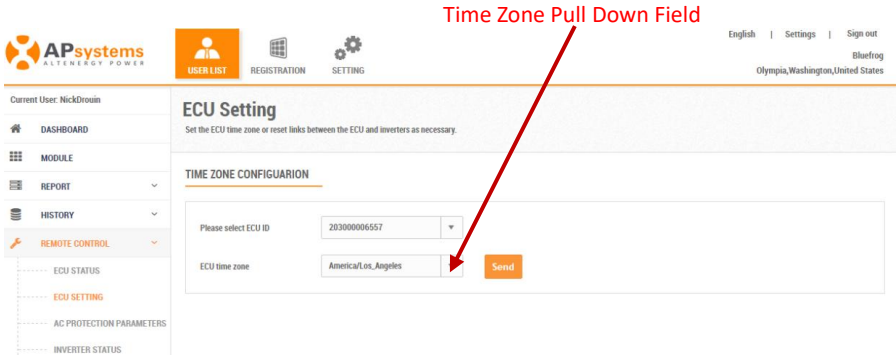 Time Zone Pull Down Field
English | Settings | Sign out
APsystems
ALTENERGY POWER
USER LIST
REGISTRATION
SETTING
Bluefrog
Olympia,Washington,United States
Current User: NickDrouin
DASHBOARD
MODULE
REPORT
HISTORY
REMOTE CONTROL
ECU STATUS
ECU SETTING
AC PROTECTION PARAMETERS
INVERTER STATUS
ECU Setting
Set the ECU time zone or reset links between the ECU and inverters as necessary.
TIME ZONE CONFIGUARION
Please select ECU ID 203000006557
ECU time zone America/Los_Angeles Send